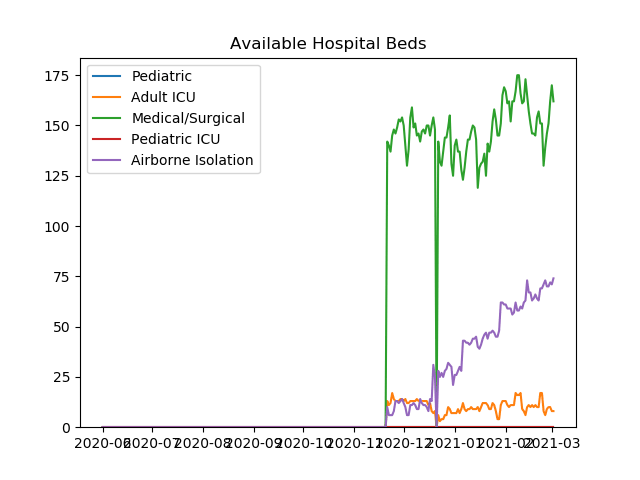 Available Hospital Beds
Pediatric
Adult ICU
Medical/Surgical
Pediatric ICU
Airborne Isolation
175
150
125
100
75
50
25
0
2020-06 2020-07 2020-08 2020-09 2020-10 2020-11 2020-12 2021-01 2021-02 2021-03